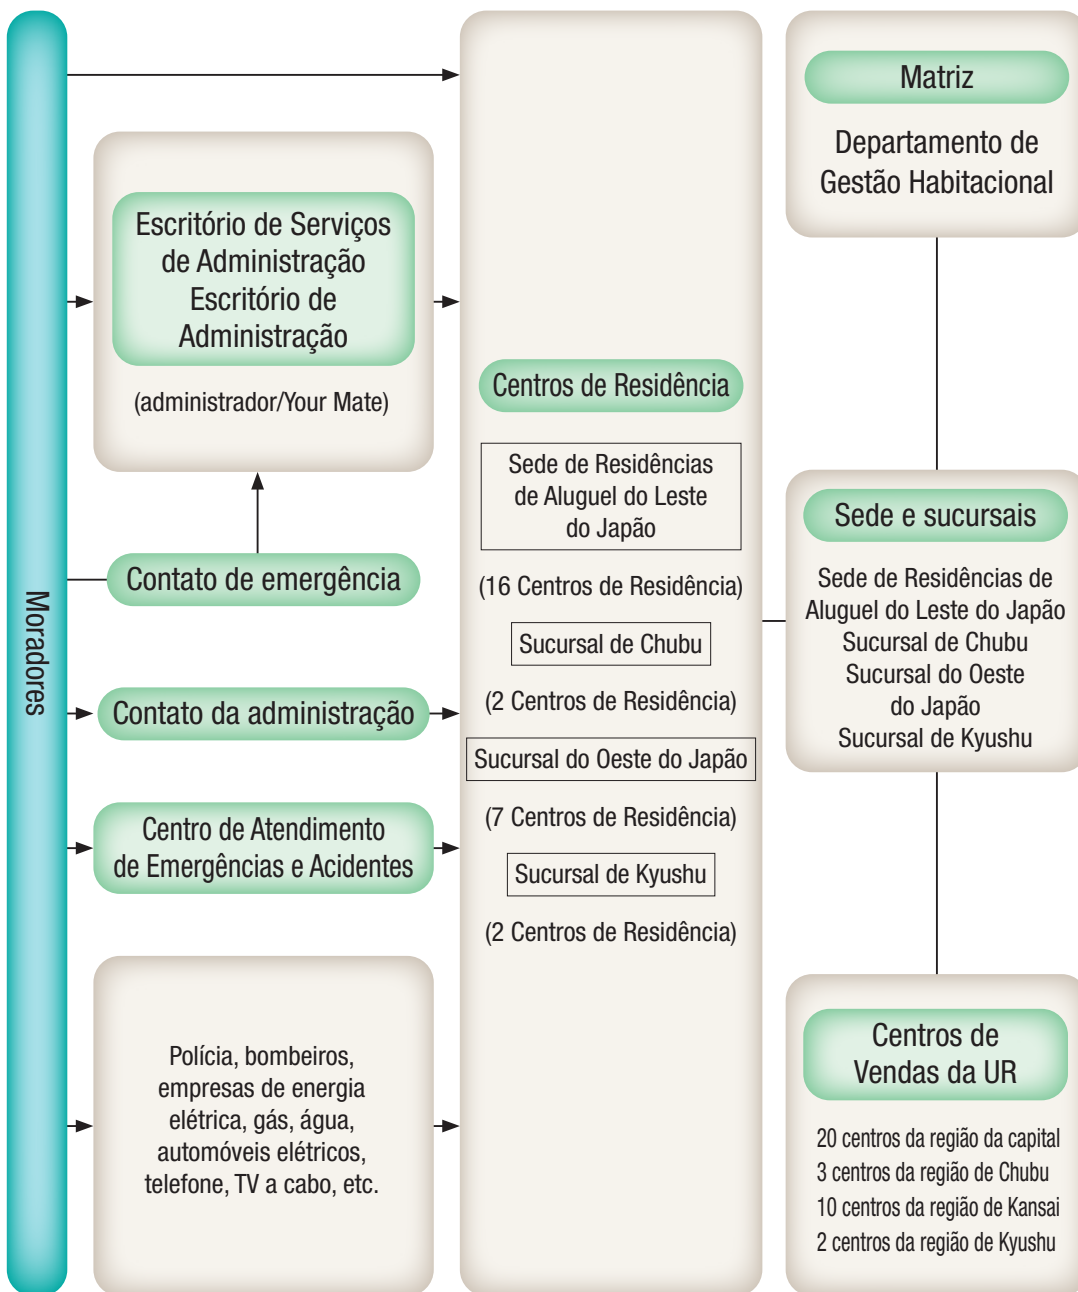 Moradores
Escritório de Serviços
de Administração
Escritório de
Administração
(administrador/Your Mate)
Contato de emergência
Contato da administração
Centro de Atendimento
de Emergências e Acidentes
Polícia, bombeiros,
empresas de energia
elétrica, gás, água,
automóveis elétricos,
telefone, TV a cabo, etc.
Centros de Residência
Sede de Residências
de Aluguel do Leste
do Japão
(16 Centros de Residência)
Sucursal de Chubu
(2 Centros de Residência)
Sucursal do Oeste do Japão
(7 Centros de Residência)
Sucursal de Kyushu
(2 Centros de Residência)
Matriz
Departamento de
Gestão Habitacional
Sede e sucursais
Sede de Residências de
Aluguel do Leste do Japão
Sucursal de Chubu
Sucursal do Oeste
do Japão
Sucursal de Kyushu
Centros de
Vendas da UR
20 centros da região da capital
3 centros da região de Chubu
10 centros da região de Kansai
2 centros da região de Kyushu